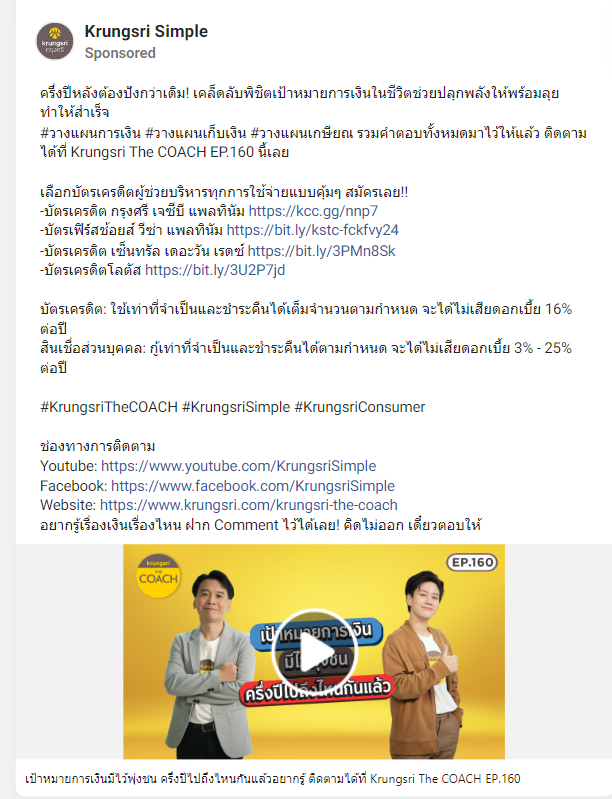 Krungsri Simple
Sponsored
krungsri
กรุงศรี
ครึ่งปีหลังต้องปังกว่าเดิม! เคล็ดลับพิชิตเป้าหมายการเงินในชีวิตช่วยปลุกพลังให้พร้อมลุย
ทำให้สำเร็จ
#วางแผนการเงิน #วางแผนเก็บเงิน #วางแผนเกษียณ รวมคำตอบทั้งหมดมาไว้ให้แล้ว ติดตาม
ได้ที่ Krungsri The COACH EP.160 นี้เลย
เลือกบัตรเครดิตผู้ช่วยบริหารทุกการใช้จ่ายแบบคุ้มๆ สมัครเลย!!
-บัตรเครดิต กรุงศรี เจซีบี แพลทินัม https://kcc.gg/nnp7
-บัตรเฟิร์สช้อยส์ วีซ่า แพลทินัม https://bit.ly/kstc-fckfvy24
-บัตรเครดิต เซ็นทรัล เดอะวัน เรดซ์ https://bit.ly/3PMn8Sk
-บัตรเครดิตโลตัส https://bit.ly/3U2P7jd
บัตรเครดิต: ใช้เท่าที่จำเป็นและชำระคืนได้เต็มจำนวนตามกำหนด จะได้ไม่เสียดอกเบี้ย 16%
ต่อปี
สินเชื่อส่วนบุคคล: กู้เท่าที่จำเป็นและชำระคืนได้ตามกำหนด จะได้ไม่เสียดอกเบี้ย 3% - 25%
ต่อปี
#KrungsriTheCOACH #KrungsriSimple #KrungsriConsumer
ช่องทางการติดตาม
Youtube: https://www.youtube.com/KrungsriSimple
Facebook: https://www.facebook.com/KrungsriSimple
Website: https://www.krungsri.com/krungsri-the-coach
อยากรู้เรื่องเงินเรื่องไหน ฝาก Comment ไว้ได้เลย! คิดไม่ออก เดี๋ยวตอบให้
krungsri
THE
COACH
EP.160
เป้าหมายการเงิน
มีไว้พุ่งชน
ครึ่งปีไปถึงไหนกันแล้ว
เป้าหมายการเงินมีไว้พุ่งชน ครึ่งปีไปถึงไหนกันแล้วอยากรู้ ติดตามได้ที่ Krungsri The COACH EP.160